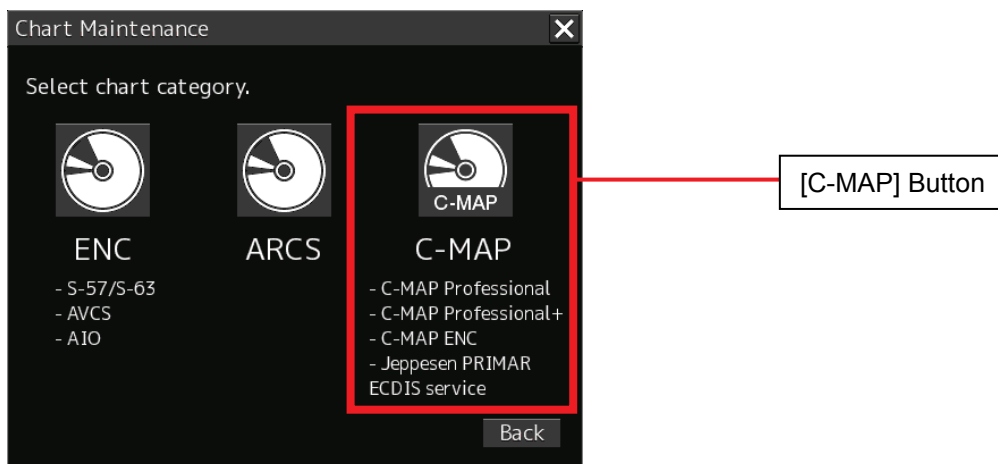 Chart Maintenance
Select chart category.
C-MAP
ENC
ARCS
C-MAP
- S-57/S-63
- AVCS
- AIO
- C-MAP Professional
- C-MAP Professional+
- C-MAP ENC
- Jeppesen PRIMAR
ECDIS service
Back
[C-MAP] Button